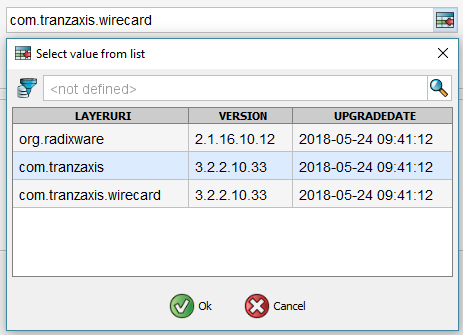 com.tranzaxis.wirecard
Select value from list
<not defined>
LAYERURI VERSION UPGRADEDATE
org.radixware 2.1.16.10.12 2018-05-24 09:41:12
com.tranzaxis 3.2.2.10.33 2018-05-24 09:41:12
com.tranzaxis.wirecard 3.2.2.10.33 2018-05-24 09:41:12
Ok Cancel